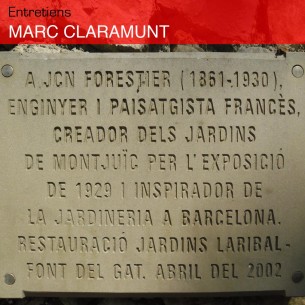 Entretiens
MARC CLARAMUNT
A JCN FORESTIER (1861-1930),
ENGINYER I PAISATGISTA FRANCÈS,
CREADOR DELS JARDINS
DE MONTJUÏC PER L'EXPOSICIÓ
DE 1929 I INSPIRADOR DE
LA JARDINERIA A BARCELONA.
RESTAURACIÓ JARDINS LARIBAL-
FONT DEL GAT. ABRIL DEL 2002